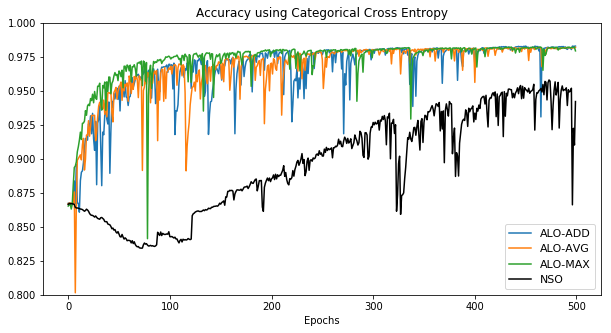 Accuracy using Categorical Cross Entropy
1.000
0.975
0.950
0.925
0.900
0.875
0.850
0.825
0.800
0
100
200
300
400
500
Epochs
ALO-ADD
ALO-AVG
ALO-MAX
NSO